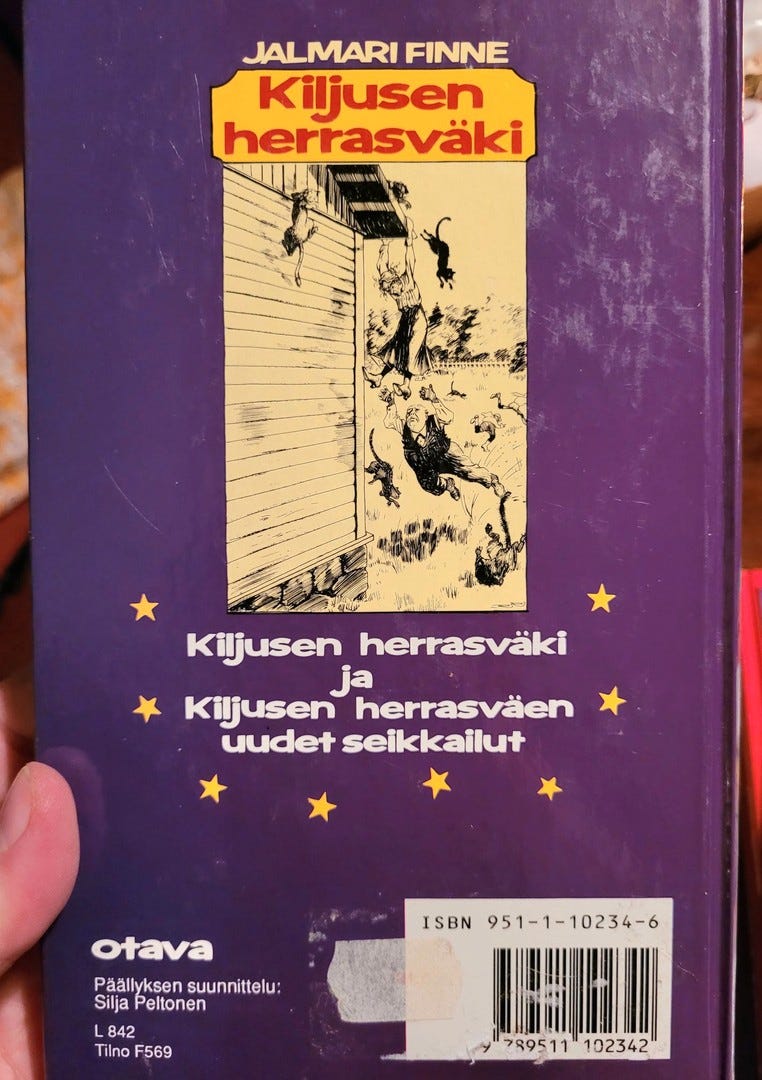 JALMARI FINNE
Kiljusen
herrasväki
Kiljusen herrasväki
ja
Kiljusen herrasväen
uudet seikkailut
otava
Päällyksen suunnittelu:
Silja Peltonen
L 842
Tilno F569
ISBN 951-1-10234-6
9 789511 102342